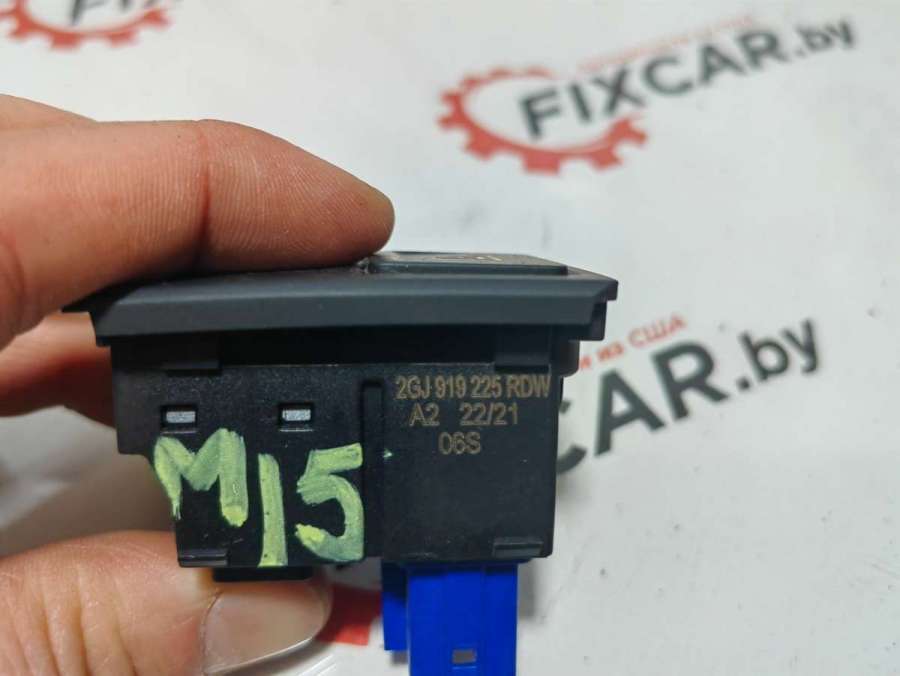 FIXCAR.by
2GJ 919 225 RDW
A2 22/21
06S
M15
из США
CAR.by